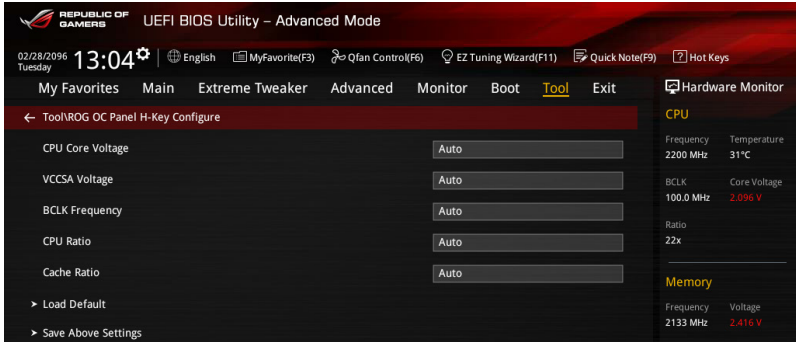 REPUBLIC OF
GAMERS
UEFI BIOS Utility – Advanced Mode
02/28/2096
Tuesday
13:04
English
MyFavorite(F3)
Qfan Control(F6)
EZ Tuning Wizard(F11)
Quick Note(F9)
? Hot Keys
My Favorites Main Extreme Tweaker Advanced Monitor Boot Tool Exit
← Tool\ROG OC Panel H-Key Configure
CPU Core Voltage Auto
VCCSA Voltage Auto
BCLK Frequency Auto
CPU Ratio Auto
Cache Ratio Auto
> Load Default
> Save Above Settings
Hardware Monitor
CPU
Frequency Temperature
2200 MHz 31°C
BCLK Core Voltage
100.0 MHz 2.096 V
Ratio
22x
Memory
Frequency Voltage
2133 MHz 2.416 V